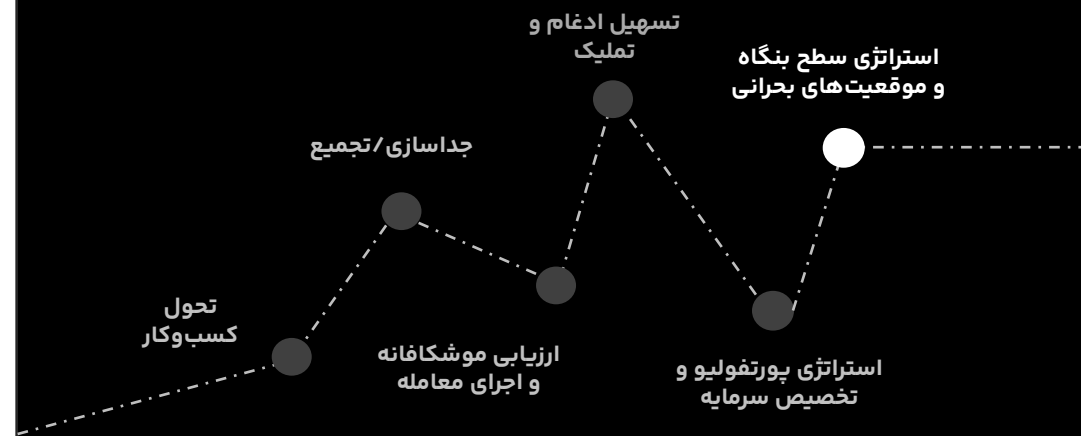 تسهیل ادغام و
تملیک
استراتژی سطح بنگاه
و موقعیت‌های بحرانی
جداسازی/تجمیع
تحول
کسب‌وکار
ارزیابی موشکافانه
و اجرای معامله
استراتژی پورتفولیو و
تخصیص سرمایه